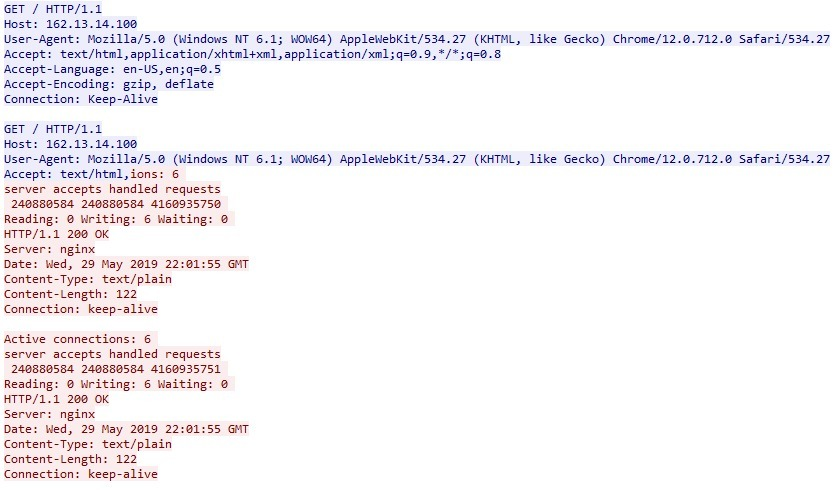 GET / HTTP/1.1
Host: 162.13.14.100
User-Agent: Mozilla/5.0 (Windows NT 6.1; WOW64) AppleWebKit/534.27 (KHTML, like Gecko) Chrome/12.0.712.0 Safari/534.27
Accept: text/html,application/xhtml+xml,application/xml;q=0.9,*/*;q=0.8
Accept-Language: en-US,en;q=0.5
Accept-Encoding: gzip, deflate
Connection: Keep-Alive
GET / HTTP/1.1
Host: 162.13.14.100
User-Agent: Mozilla/5.0 (Windows NT 6.1; WOW64) AppleWebKit/534.27 (KHTML, like Gecko) Chrome/12.0.712.0 Safari/534.27
Accept: text/html,ions: 6
server accepts handled requests
240880584 240880584 4160935750
Reading: 0 Writing: 6 Waiting: 0
HTTP/1.1 200 OK
Server: nginx
Date: Wed, 29 May 2019 22:01:55 GMT
Content-Type: text/plain
Content-Length: 122
Connection: keep-alive
Active connections: 6
server accepts handled requests
240880584 240880584 4160935751
Reading: 0 Writing: 6 Waiting: 0
HTTP/1.1 200 OK
Server: nginx
Date: Wed, 29 May 2019 22:01:55 GMT
Content-Type: text/plain
Content-Length: 122
Connection: keep-alive